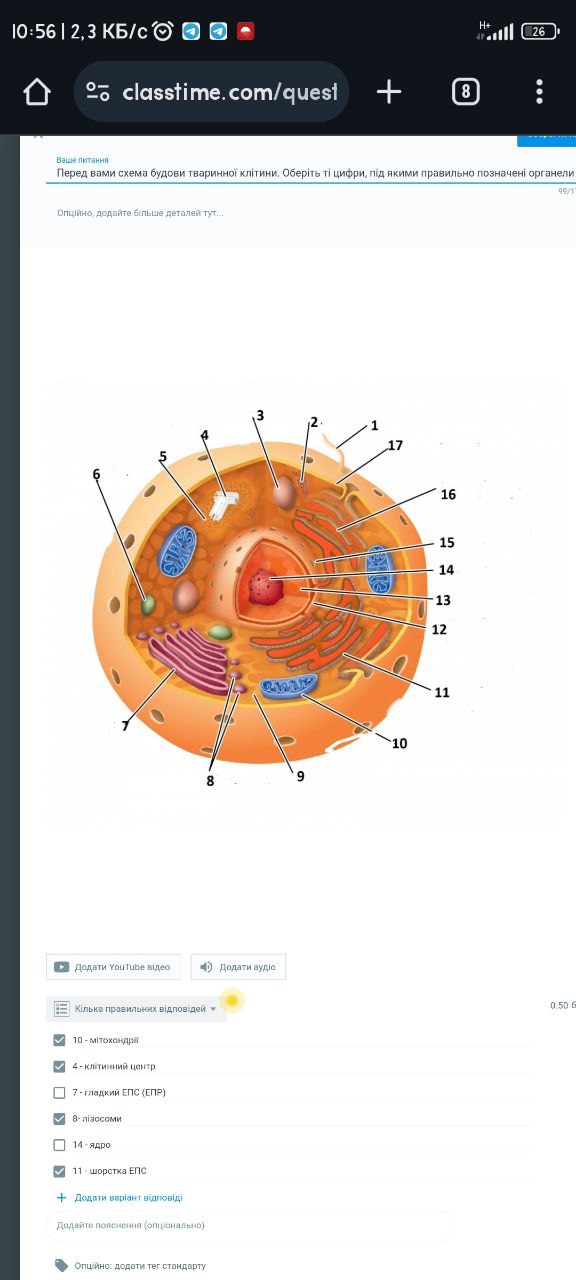 10:56 | 2,3 КБ/с H+ 26
classtime.com/quest 8
Ваше питання
Перед вами схема будови тваринної клітини. Оберіть ті цифри, під якими правильно позначені органели
Опційно, додайте більше деталей тут...
3 2 1
4 17
5
6 16
15
14
13
12
11
7 10
8 9
Додати YouTube відео Додати аудіо
Кілька правильних відповідей 0.50 б
10 - мітохондрії
4 - клітинний центр
7 - гладкий ЕПС (ЕПР)
8- лізосоми
14 - ядро
11 - шорстка ЕПС
+ Додати варіант відповіді
Додайте пояснення (опціонально)
Опційно: додати тег стандарту